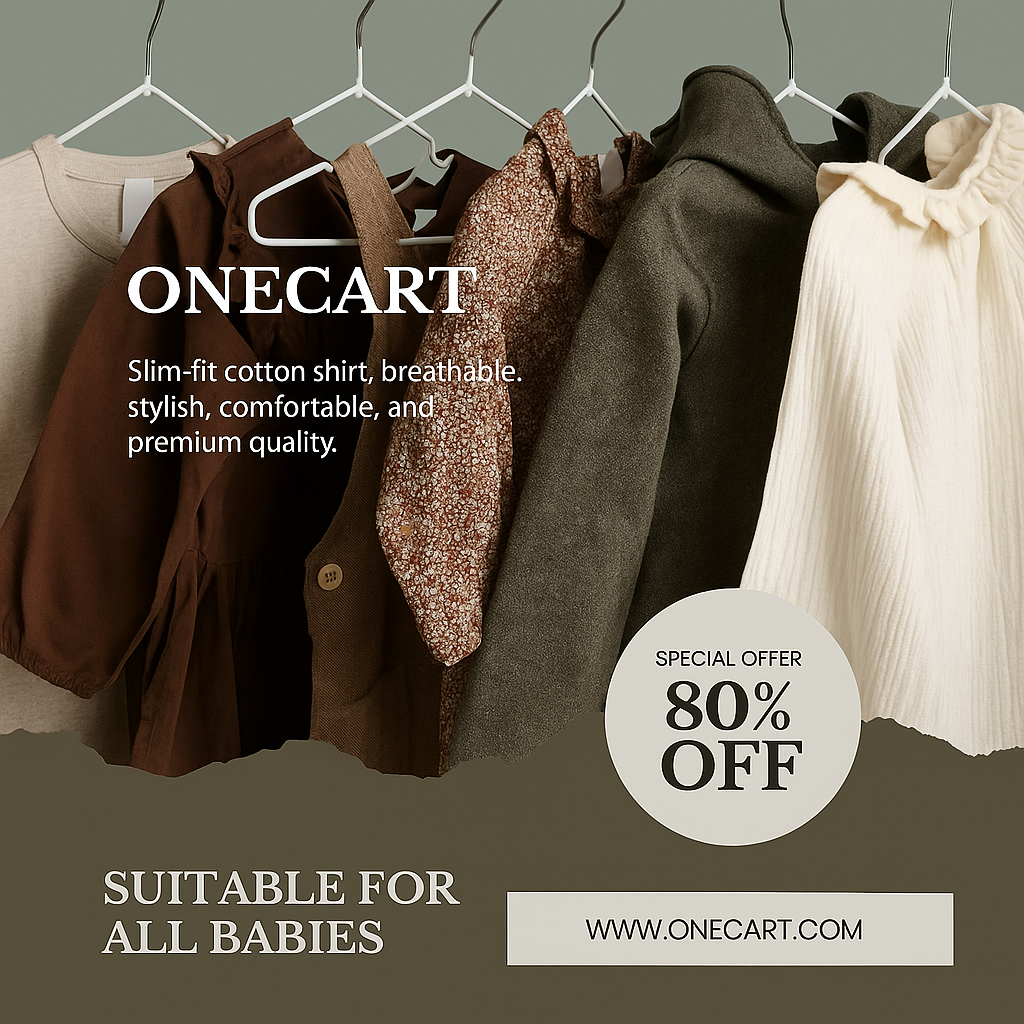 ONECART
Slim-fit cotton shirt, breathable.
stylish, comfortable, and
premium quality.
SPECIAL OFFER
80%
OFF
SUITABLE FOR
ALL BABIES
WWW.ONECART.COM